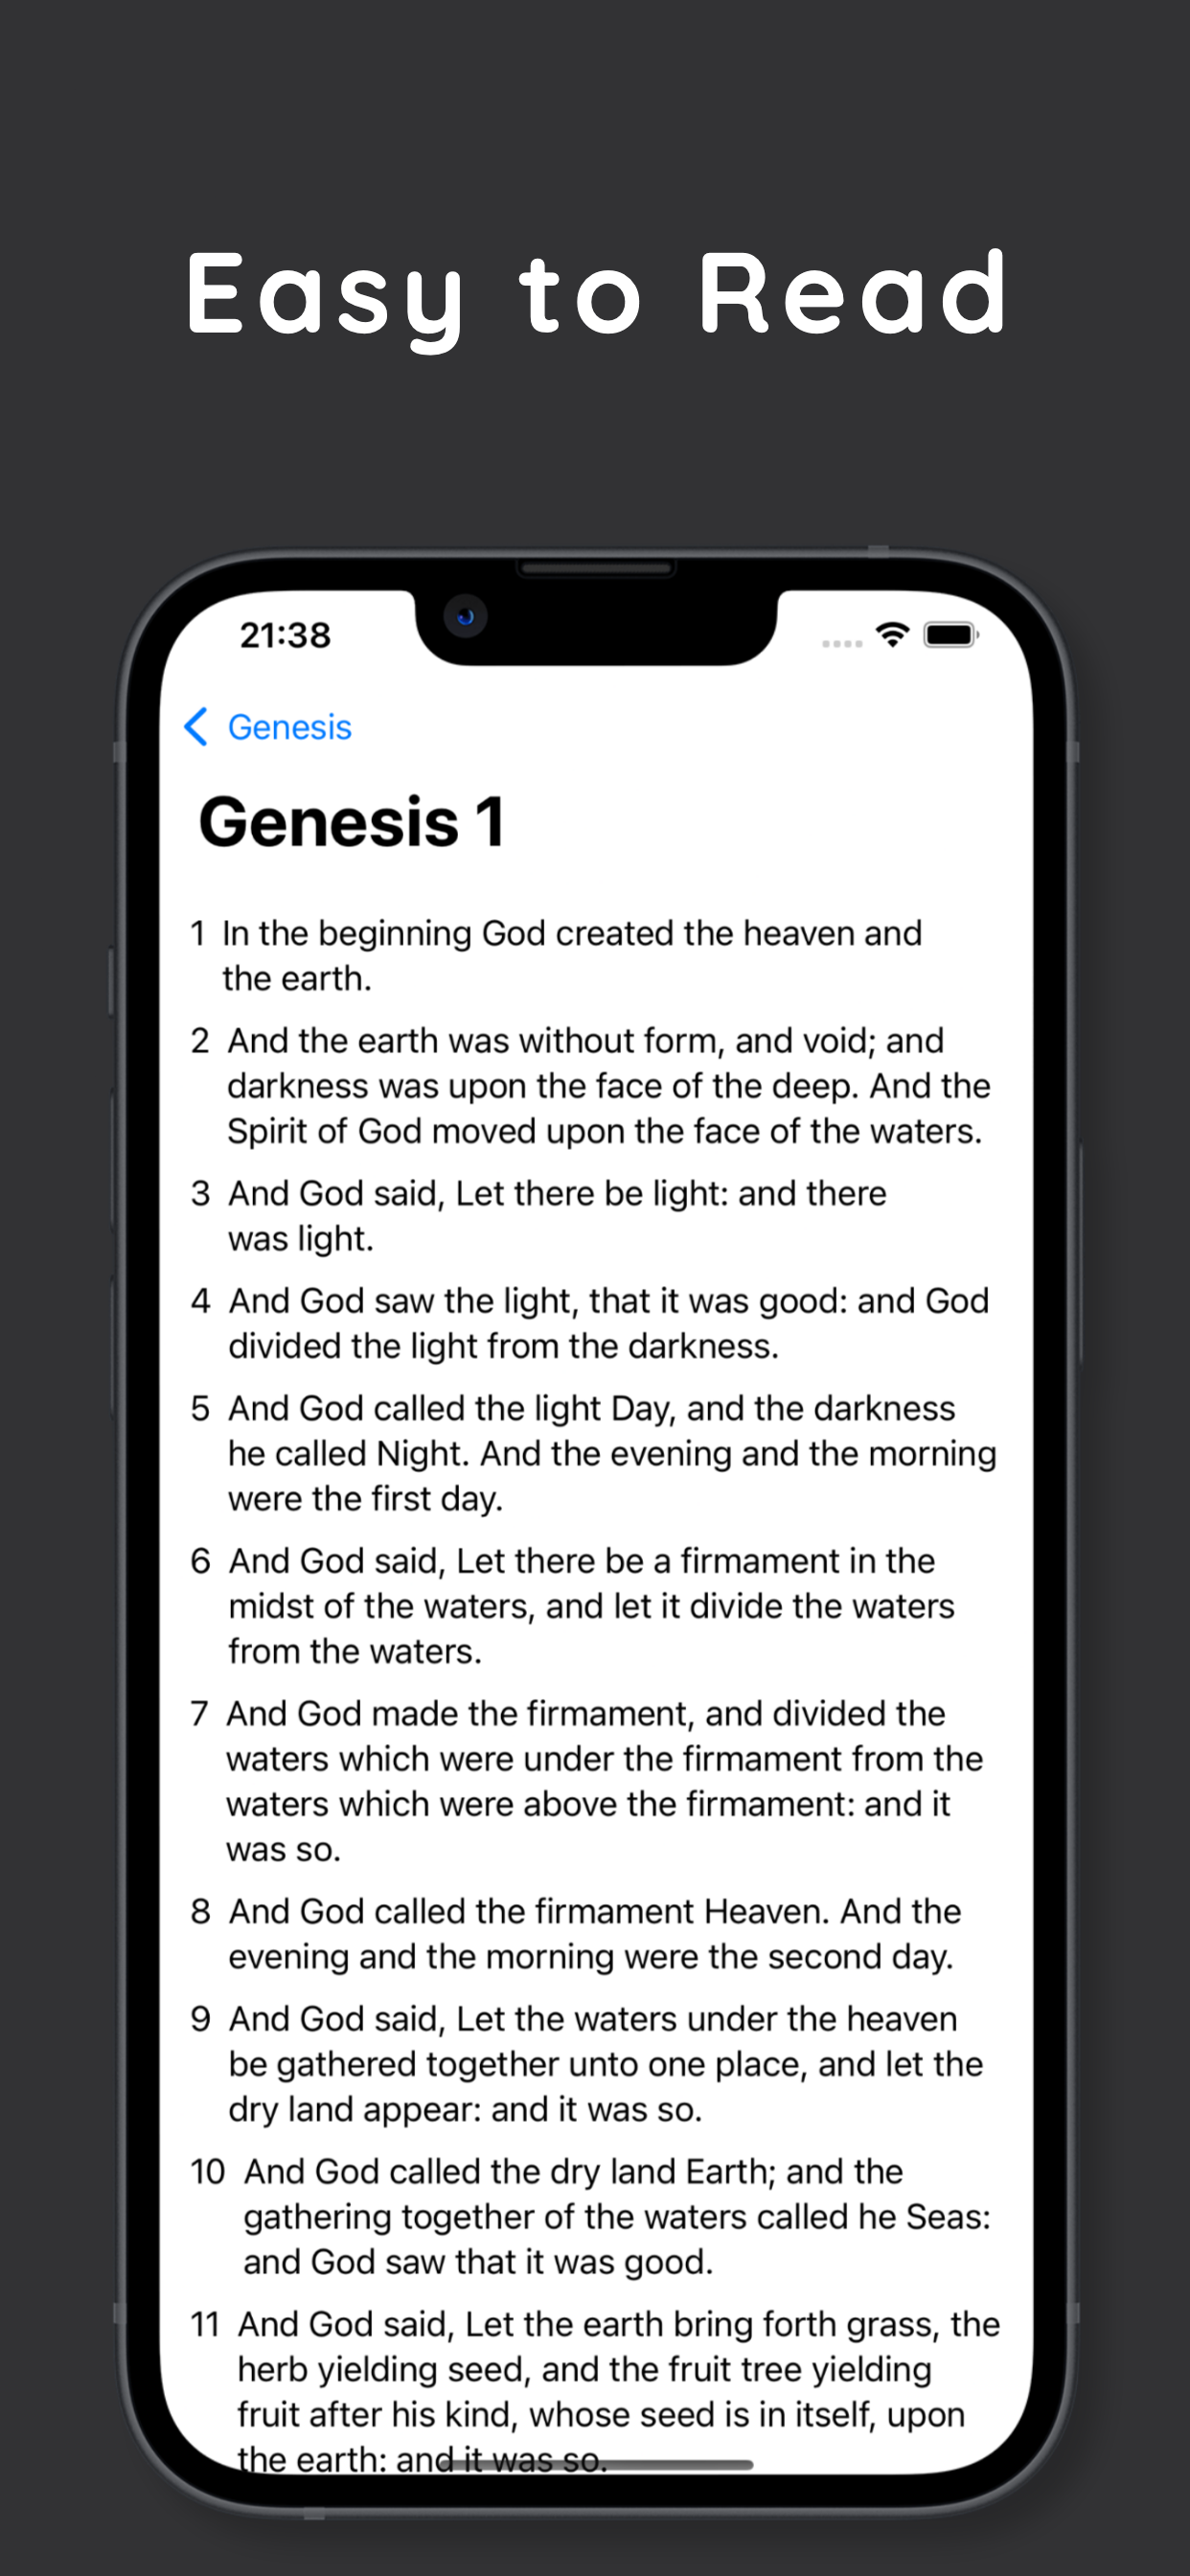 Easy to Read
21:38
Genesis
Genesis 1
1 In the beginning God created the heaven and
the earth.
2 And the earth was without form, and void; and
darkness was upon the face of the deep. And the
Spirit of God moved upon the face of the waters.
3 And God said, Let there be light: and there
was light.
4 And God saw the light, that it was good: and God
divided the light from the darkness.
5 And God called the light Day, and the darkness
he called Night. And the evening and the morning
were the first day.
6 And God said, Let there be a firmament in the
midst of the waters, and let it divide the waters
from the waters.
7 And God made the firmament, and divided the
waters which were under the firmament from the
waters which were above the firmament: and it
was so.
8 And God called the firmament Heaven. And the
evening and the morning were the second day.
9 And God said, Let the waters under the heaven
be gathered together unto one place, and let the
dry land appear: and it was so.
10 And God called the dry land Earth; and the
gathering together of the waters called he Seas:
and God saw that it was good.
11 And God said, Let the earth bring forth grass, the
herb yielding seed, and the fruit tree yielding
fruit after his kind, whose seed is in itself, upon
the earth: and it was so.